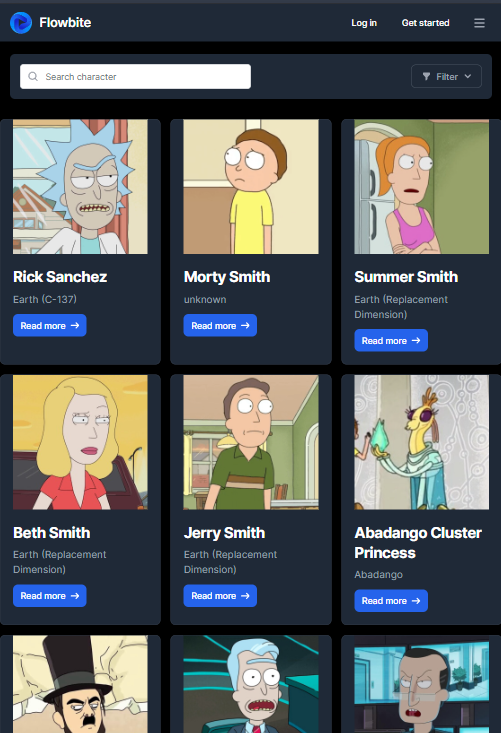 Flowbite
Log in
Get started
Search character
Filter
Rick Sanchez
Earth (C-137)
Read more
Morty Smith
unknown
Read more
Summer Smith
Earth (Replacement
Dimension)
Read more
Beth Smith
Earth (Replacement
Dimension)
Read more
Jerry Smith
Earth (Replacement
Dimension)
Read more
Abadango Cluster
Princess
Abadango
Read more